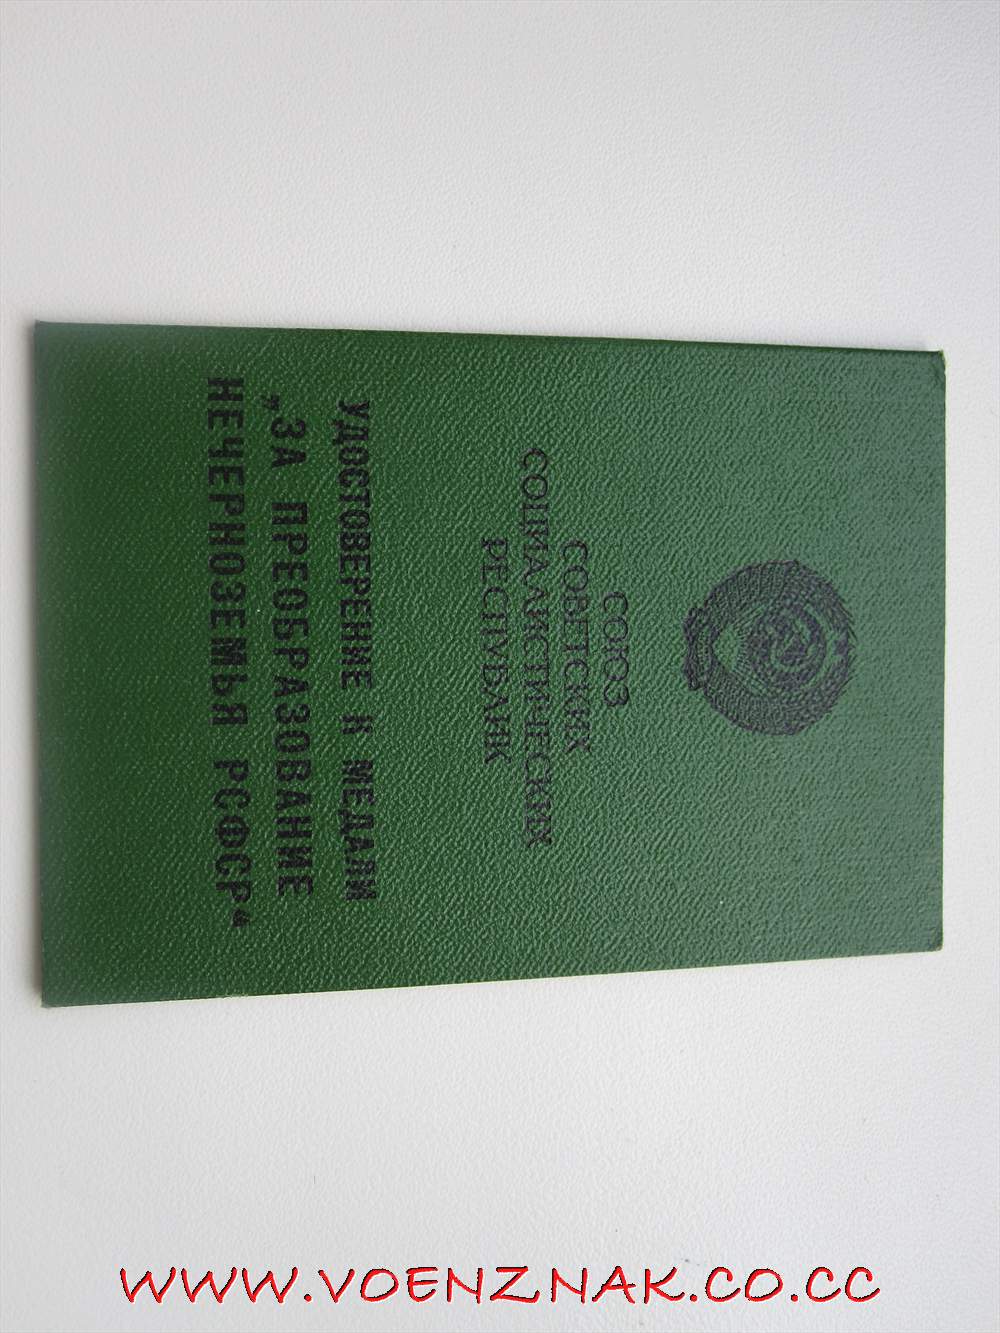 СОЮЗ
СОВЕТСКИХ
СОЦИАЛИСТИЧЕСКИХ
РЕСПУБЛИК
УДОСТОВЕРЕНИЕ К МЕДАЛИ
„ЗА ПРЕОБРАЗОВАНИЕ
НЕЧЕРНОЗЕМЬЯ РСФСР“
WWW.VOENZNAK.CO.CC